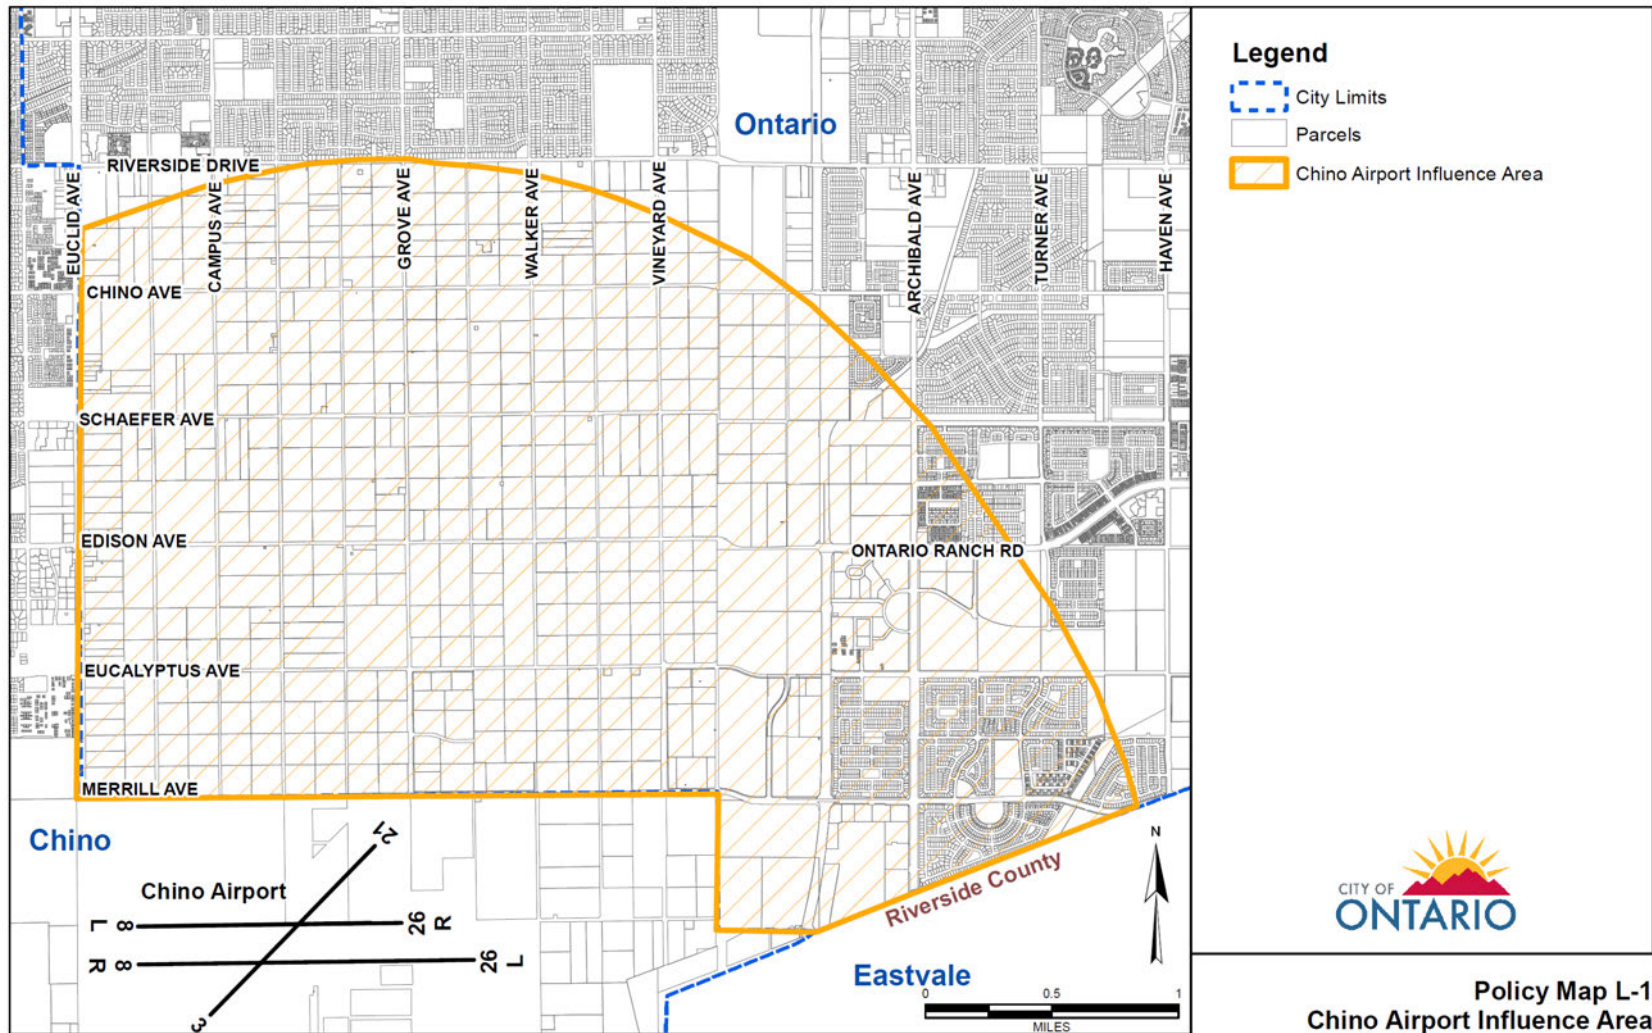 Ontario
RIVERSIDE DRIVE
EUCLID AVE
CAMPUS AVE
GROVE AVE
WALKER AVE
VINEYARD AVE
ARCHIBALD AVE
TURNER AVE
HAVEN AVE
CHINO AVE
SCHAEFER AVE
EDISON AVE
ONTARIO RANCH RD
EUCALYPTUS AVE
MERRILL AVE
Chino
Chino Airport
21
L 8
26 R
R 8
26 L
3
Riverside County
Eastvale
N
0 0.5 1
MILES
Legend
City Limits
Parcels
Chino Airport Influence Area
CITY OF
ONTARIO
Policy Map L-1
Chino Airport Influence Area